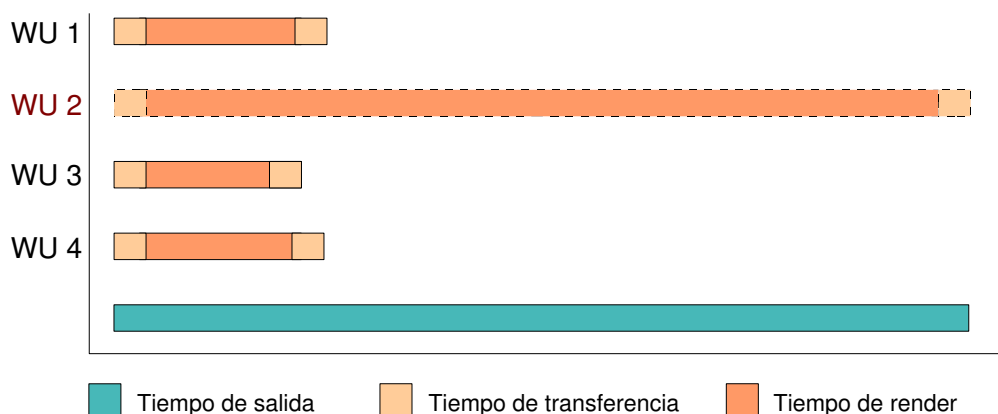 WU 1
WU 2
WU 3
WU 4
Tiempo de salida Tiempo de transferencia Tiempo de render